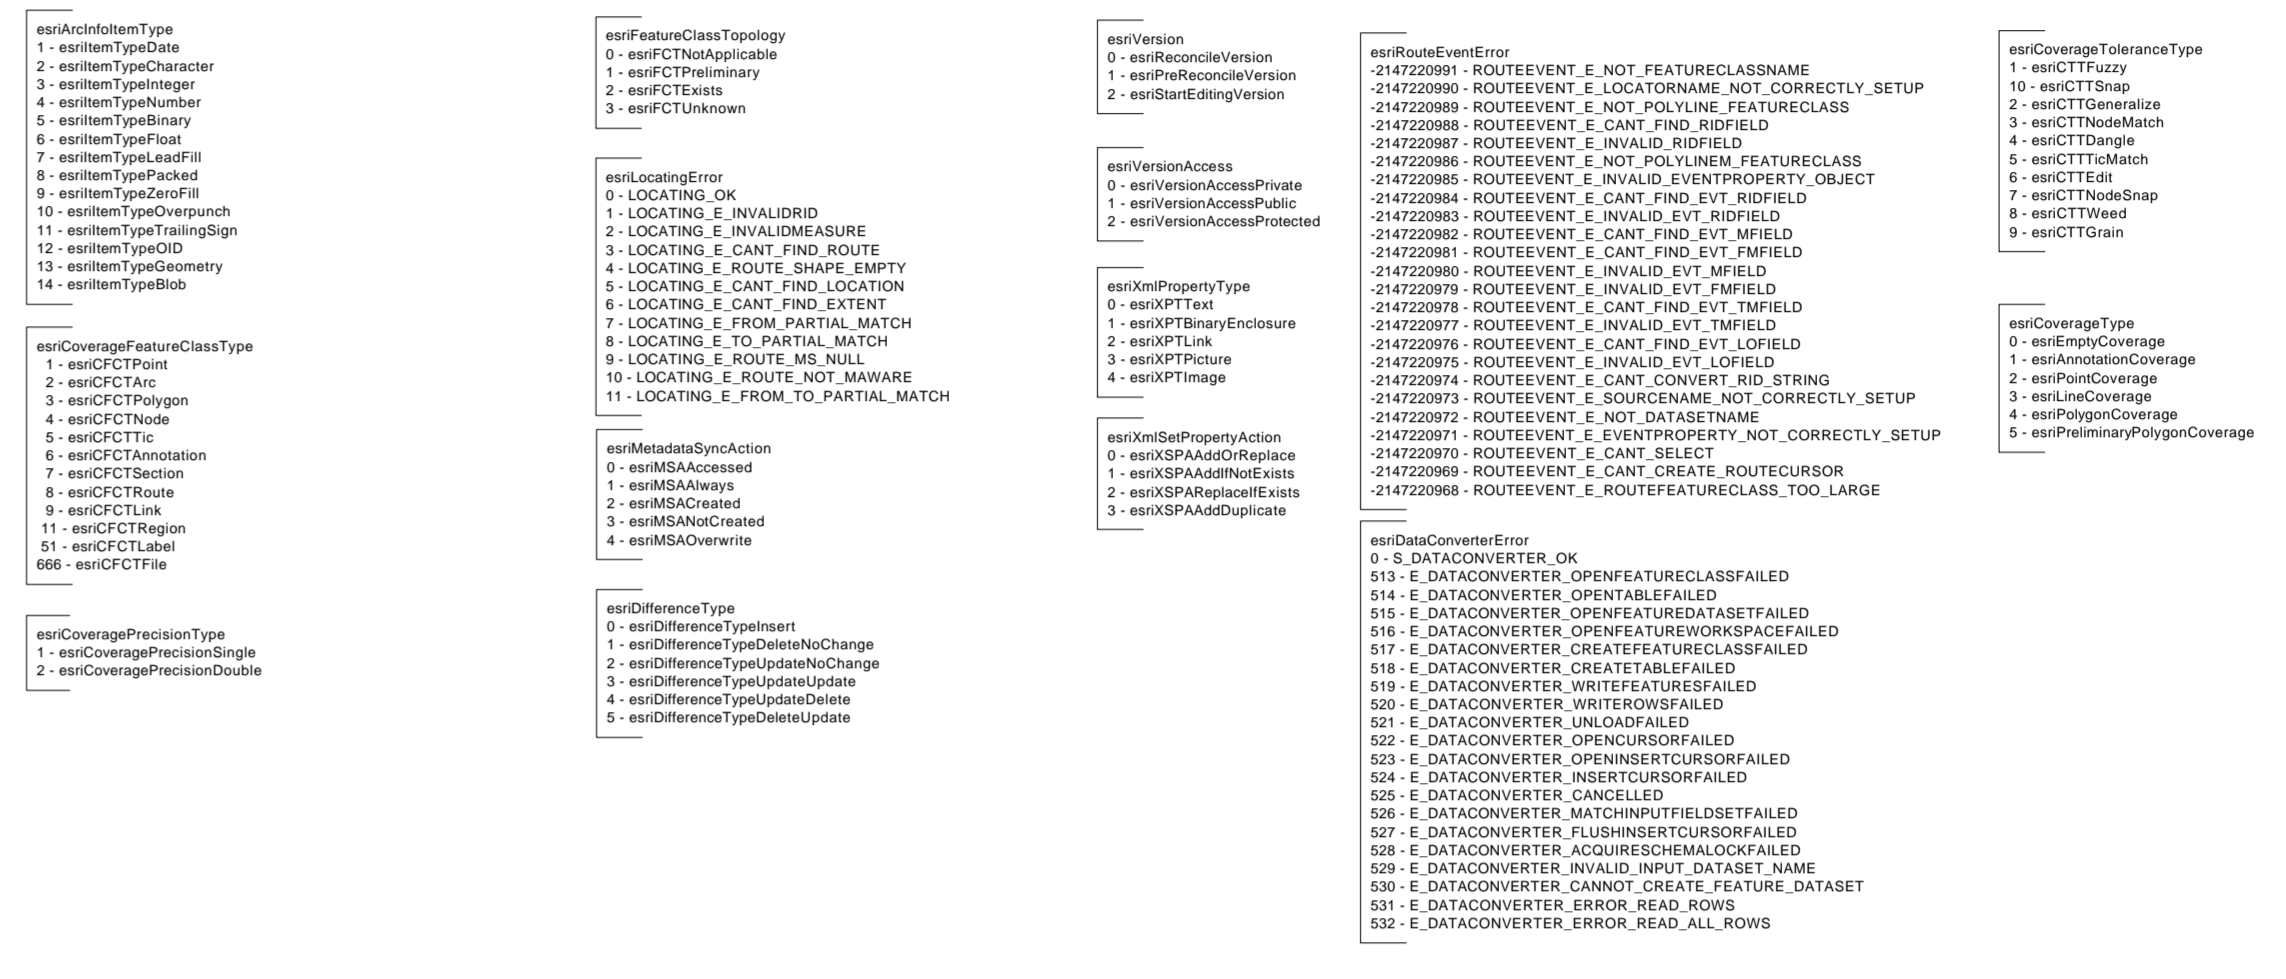 esriArcInfoItemType
1 - esriItemTypeDate
2 - esriItemTypeCharacter
3 - esriItemTypeInteger
4 - esriItemTypeNumber
5 - esriItemTypeBinary
6 - esriItemTypeFloat
7 - esriItemTypeLeadFill
8 - esriItemTypePacked
9 - esriItemTypeZeroFill
10 - esriItemTypeOverpunch
11 - esriItemTypeTrailingSign
12 - esriItemTypeOID
13 - esriItemTypeGeometry
14 - esriItemTypeBlob
esriCoverageFeatureClassType
1 - esriCFCTPoint
2 - esriCFCTArc
3 - esriCFCTPolygon
4 - esriCFCTNode
5 - esriCFCTTic
6 - esriCFCTAnnotation
7 - esriCFCTSection
8 - esriCFCTRoute
9 - esriCFCTLink
11 - esriCFCTRegion
51 - esriCFCTLabel
666 - esriCFCTFile
esriCoveragePrecisionType
1 - esriCoveragePrecisionSingle
2 - esriCoveragePrecisionDouble
esriFeatureClassTopology
0 - esriFCTNotApplicable
1 - esriFCTPreliminary
2 - esriFCTExists
3 - esriFCTUnknown
esriLocatingError
0 - LOCATING_OK
1 - LOCATING_E_INVALIDRID
2 - LOCATING_E_INVALIDMEASURE
3 - LOCATING_E_CANT_FIND_ROUTE
4 - LOCATING_E_ROUTE_SHAPE_EMPTY
5 - LOCATING_E_CANT_FIND_LOCATION
6 - LOCATING_E_CANT_FIND_EXTENT
7 - LOCATING_E_FROM_PARTIAL_MATCH
8 - LOCATING_E_TO_PARTIAL_MATCH
9 - LOCATING_E_ROUTE_MS_NULL
10 - LOCATING_E_ROUTE_NOT_MAWARE
11 - LOCATING_E_FROM_TO_PARTIAL_MATCH
esriMetadataSyncAction
0 - esriMSAAccessed
1 - esriMSAAlways
2 - esriMSACreated
3 - esriMSANotCreated
4 - esriMSAOverwrite
esriDifferenceType
0 - esriDifferenceTypeInsert
1 - esriDifferenceTypeDeleteNoChange
2 - esriDifferenceTypeUpdateNoChange
3 - esriDifferenceTypeUpdateUpdate
4 - esriDifferenceTypeUpdateDelete
5 - esriDifferenceTypeDeleteUpdate
esriVersion
0 - esriReconcileVersion
1 - esriPreReconcileVersion
2 - esriStartEditingVersion
esriVersionAccess
0 - esriVersionAccessPrivate
1 - esriVersionAccessPublic
2 - esriVersionAccessProtected
esriXmlPropertyType
0 - esriXPTText
1 - esriXPTBinaryEnclosure
2 - esriXPTLink
3 - esriXPTPicture
4 - esriXPTImage
esriXmlSetPropertyAction
0 - esriXSPAAddOrReplace
1 - esriXSPAAddIfNotExists
2 - esriXSPAReplaceIfExists
3 - esriXSPAAddDuplicate
esriRouteEventError
-2147220991 - ROUTEEVENT_E_NOT_FEATURECLASSNAME
-2147220990 - ROUTEEVENT_E_LOCATORNAME_NOT_CORRECTLY_SETUP
-2147220989 - ROUTEEVENT_E_NOT_POLYLINE_FEATURECLASS
-2147220988 - ROUTEEVENT_E_CANT_FIND_RIDFIELD
-2147220987 - ROUTEEVENT_E_INVALID_RIDFIELD
-2147220986 - ROUTEEVENT_E_NOT_POLYLINEM_FEATURECLASS
-2147220985 - ROUTEEVENT_E_INVALID_EVENTPROPERTY_OBJECT
-2147220984 - ROUTEEVENT_E_CANT_FIND_EVT_RIDFIELD
-2147220983 - ROUTEEVENT_E_INVALID_EVT_RIDFIELD
-2147220982 - ROUTEEVENT_E_CANT_FIND_EVT_MFIELD
-2147220981 - ROUTEEVENT_E_CANT_FIND_EVT_FMFIELD
-2147220980 - ROUTEEVENT_E_INVALID_EVT_MFIELD
-2147220979 - ROUTEEVENT_E_INVALID_EVT_FMFIELD
-2147220978 - ROUTEEVENT_E_CANT_FIND_EVT_TMFIELD
-2147220977 - ROUTEEVENT_E_INVALID_EVT_TMFIELD
-2147220976 - ROUTEEVENT_E_CANT_FIND_EVT_LOFIELD
-2147220975 - ROUTEEVENT_E_INVALID_EVT_LOFIELD
-2147220974 - ROUTEEVENT_E_CANT_CONVERT_RID_STRING
-2147220973 - ROUTEEVENT_E_SOURCENAME_NOT_CORRECTLY_SETUP
-2147220972 - ROUTEEVENT_E_NOT_DATASETNAME
-2147220971 - ROUTEEVENT_E_EVENTPROPERTY_NOT_CORRECTLY_SETUP
-2147220970 - ROUTEEVENT_E_CANT_SELECT
-2147220969 - ROUTEEVENT_E_CANT_CREATE_ROUTECURSOR
-2147220968 - ROUTEEVENT_E_ROUTEFEATURECLASS_TOO_LARGE
esriDataConverterError
0 - S_DATACONVERTER_OK
513 - E_DATACONVERTER_OPENFEATURECLASSFAILED
514 - E_DATACONVERTER_OPENTABLEFAILED
515 - E_DATACONVERTER_OPENFEATUREDATASETFAILED
516 - E_DATACONVERTER_OPENFEATUREWORKSPACEFAILED
517 - E_DATACONVERTER_CREATEFEATURECLASSFAILED
518 - E_DATACONVERTER_CREATETABLEFAILED
519 - E_DATACONVERTER_WRITEFEATURESFAILED
520 - E_DATACONVERTER_WRITEROWSFAILED
521 - E_DATACONVERTER_UNLOADFAILED
522 - E_DATACONVERTER_OPENCURSORFAILED
523 - E_DATACONVERTER_OPENINSERTCURSORFAILED
524 - E_DATACONVERTER_INSERTCURSORFAILED
525 - E_DATACONVERTER_CANCELLED
526 - E_DATACONVERTER_MATCHINPUTFIELDSETFAILED
527 - E_DATACONVERTER_FLUSHINSERTCURSORFAILED
528 - E_DATACONVERTER_ACQUIRESCHEMALOCKFAILED
529 - E_DATACONVERTER_INVALID_INPUT_DATASET_NAME
530 - E_DATACONVERTER_CANNOT_CREATE_FEATURE_DATASET
531 - E_DATACONVERTER_ERROR_READ_ROWS
532 - E_DATACONVERTER_ERROR_READ_ALL_ROWS
esriCoverageToleranceType
1 - esriCTTFuzzy
10 - esriCTTSnap
2 - esriCTTGeneralize
3 - esriCTTNodeMatch
4 - esriCTTDangle
5 - esriCTTTicMatch
6 - esriCTTEdit
7 - esriCTTNodeSnap
8 - esriCTTWeed
9 - esriCTTGrain
esriCoverageType
0 - esriEmptyCoverage
1 - esriAnnotationCoverage
2 - esriPointCoverage
3 - esriLineCoverage
4 - esriPolygonCoverage
5 - esriPreliminaryPolygonCoverage